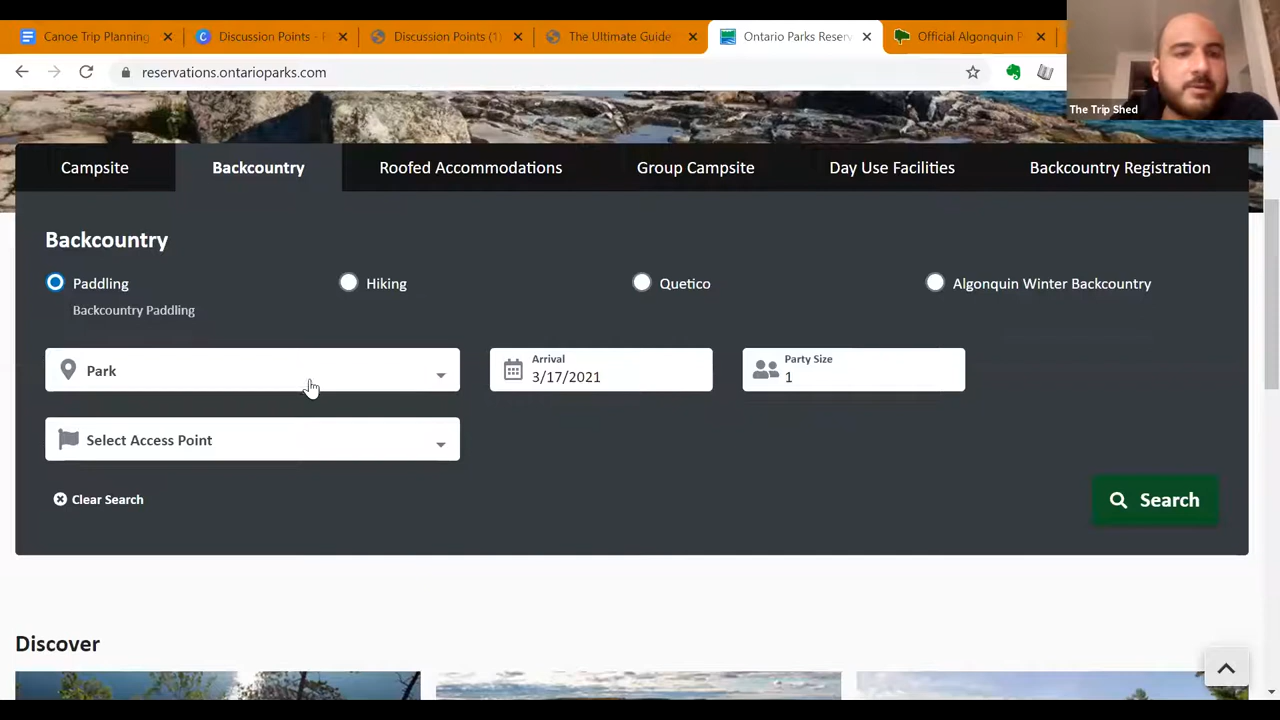 Canoe Trip Planning
Discussion Points -
Discussion Points (1)
The Ultimate Guide
Ontario Parks Reser
Official Algonquin P
reservations.ontarioparks.com
The Trip Shed
Campsite
Backcountry
Roofed Accommodations
Group Campsite
Day Use Facilities
Backcountry Registration
Backcountry
Paddling
Hiking
Quetico
Algonquin Winter Backcountry
Backcountry Paddling
Park
Arrival
3/17/2021
Party Size
1
Select Access Point
Clear Search
Search
Discover